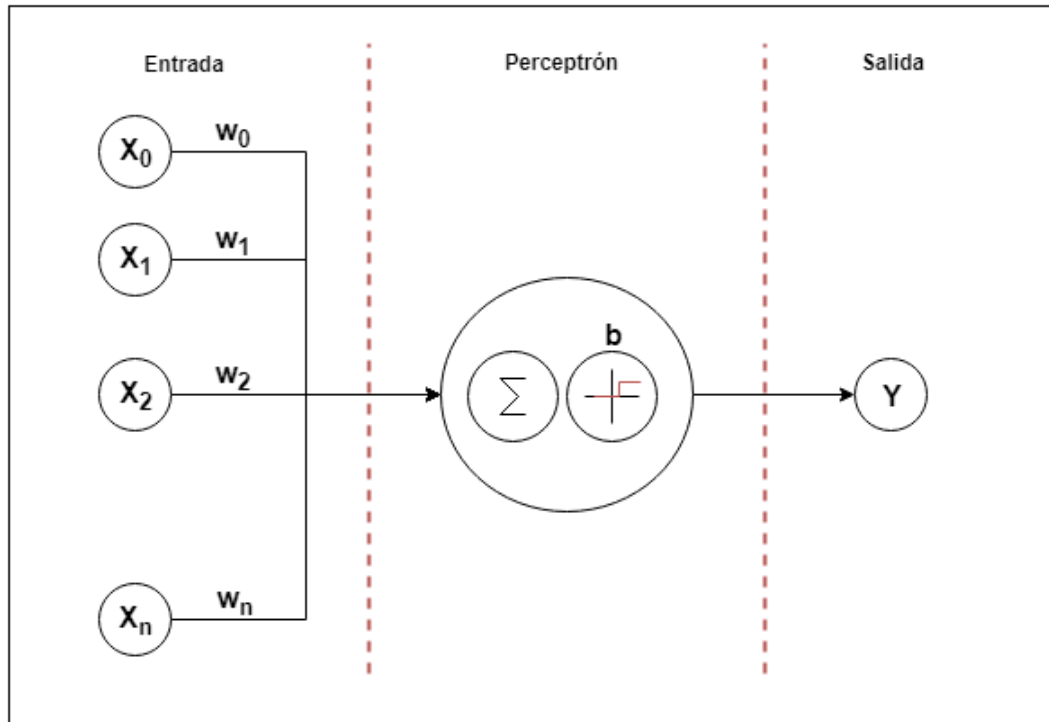 Entrada
Perceptrón
Salida
X₀
w₀
X₁
w₁
X₂
w₂
Xₙ
wₙ
b
Σ
Y